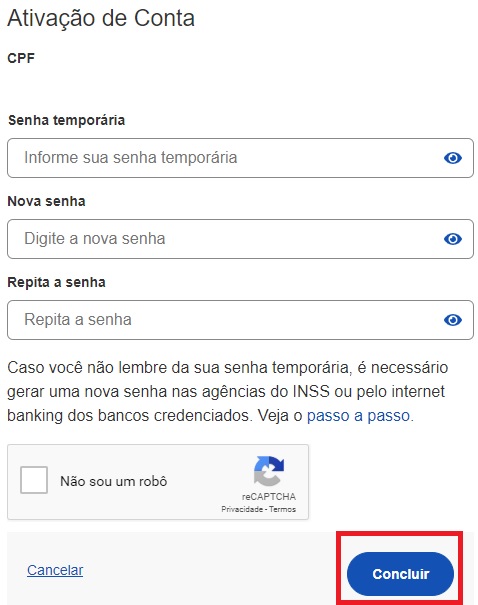 Ativação de Conta
CPF
Senha temporária
Informe sua senha temporária
Nova senha
Digite a nova senha
Repita a senha
Repita a senha
Caso você não lembre da sua senha temporária, é necessário
gerar uma nova senha nas agências do INSS ou pelo internet
banking dos bancos credenciados. Veja o passo a passo.
Não sou um robô
reCAPTCHA
Privacidade - Termos
Cancelar
Concluir